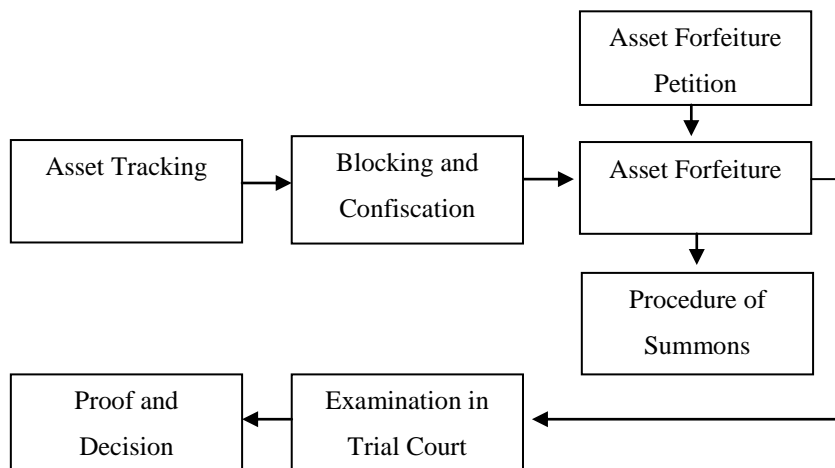 Asset Forfeiture
Petition
Asset Tracking
Blocking and
Confiscation
Asset Forfeiture
Procedure of
Summons
Proof and
Decision
Examination in
Trial Court